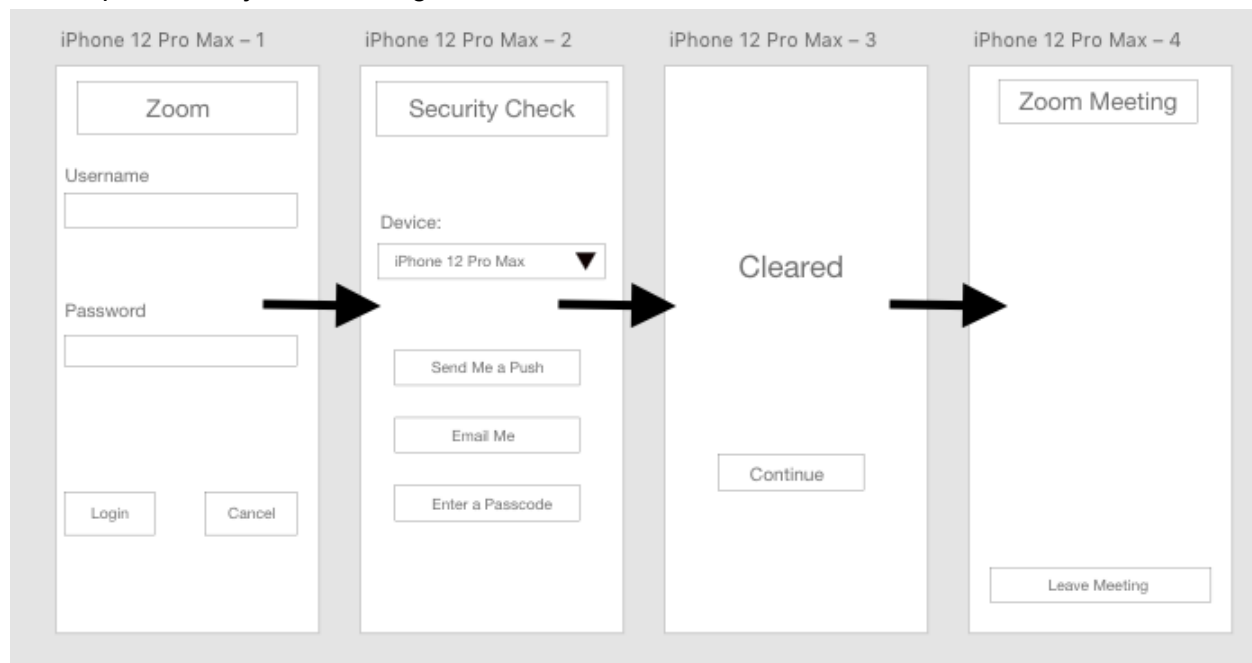 iPhone 12 Pro Max – 1
Zoom
Username
Password
Login
Cancel
iPhone 12 Pro Max – 2
Security Check
Device:
iPhone 12 Pro Max
Send Me a Push
Email Me
Enter a Passcode
iPhone 12 Pro Max – 3
Cleared
Continue
iPhone 12 Pro Max – 4
Zoom Meeting
Leave Meeting